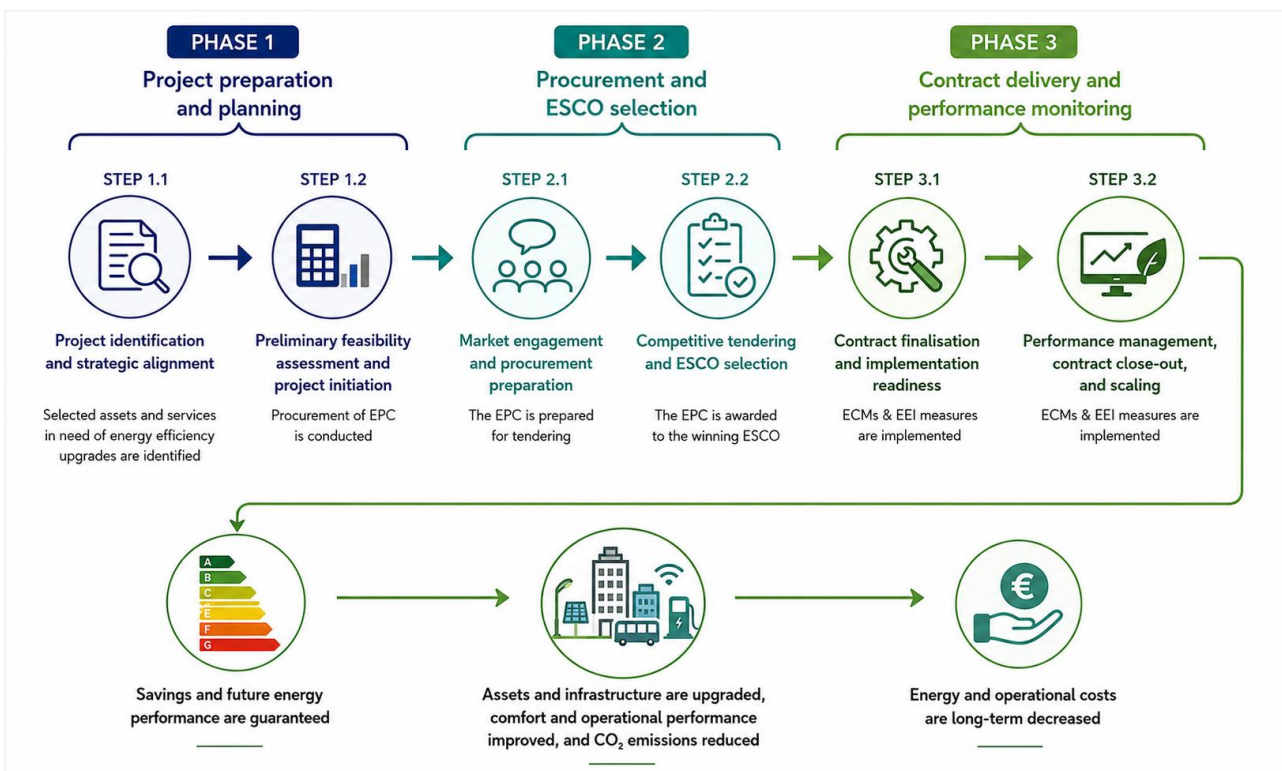 PHASE 1
Project preparation
and planning
PHASE 2
Procurement and
ESCO selection
PHASE 3
Contract delivery and
performance monitoring
STEP 1.1
Project identification
and strategic alignment
Selected assets and services
in need of energy efficiency
upgrades are identified
STEP 1.2
Preliminary feasibility
assessment and
project initiation
Procurement of EPC
is conducted
STEP 2.1
Market engagement
and procurement
preparation
The EPC is prepared
for tendering
STEP 2.2
Competitive tendering
and ESCO selection
The EPC is awarded
to the winning ESCO
STEP 3.1
Contract finalisation
and implementation
readiness
ECMs & EEI measures
are implemented
STEP 3.2
Performance management,
contract close-out,
and scaling
ECMs & EEI measures are
implemented
A
B
C
E
F
G
Savings and future energy
performance are guaranteed
Assets and infrastructure are upgraded,
comfort and operational performance
improved, and CO₂ emissions reduced
€
Energy and operational costs
are long-term decreased